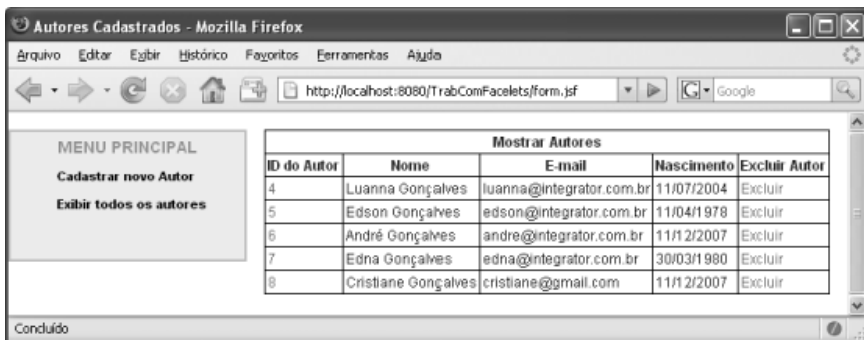 Autores Cadastrados - Mozilla Firefox
Arquivo Editar Exibir Histórico Favoritos Ferramentas Ajuda
http://localhost:8080/TrabComFacelets/form.jsf G Google
MENU PRINCIPAL
Cadastrar novo Autor
Exibir todos os autores
Mostrar Autores
ID do Autor Nome E-mail Nascimento Excluir Autor
4 Luanna Gonçalves luanna@integrator.com.br 11/07/2004 Excluir
5 Edson Gonçalves edson@integrator.com.br 11/04/1978 Excluir
6 André Gonçalves andre@integrator.com.br 11/12/2007 Excluir
7 Edna Gonçalves edna@integrator.com.br 30/03/1980 Excluir
8 Cristiane Gonçalves cristiane@gmail.com 11/12/2007 Excluir
Concluído